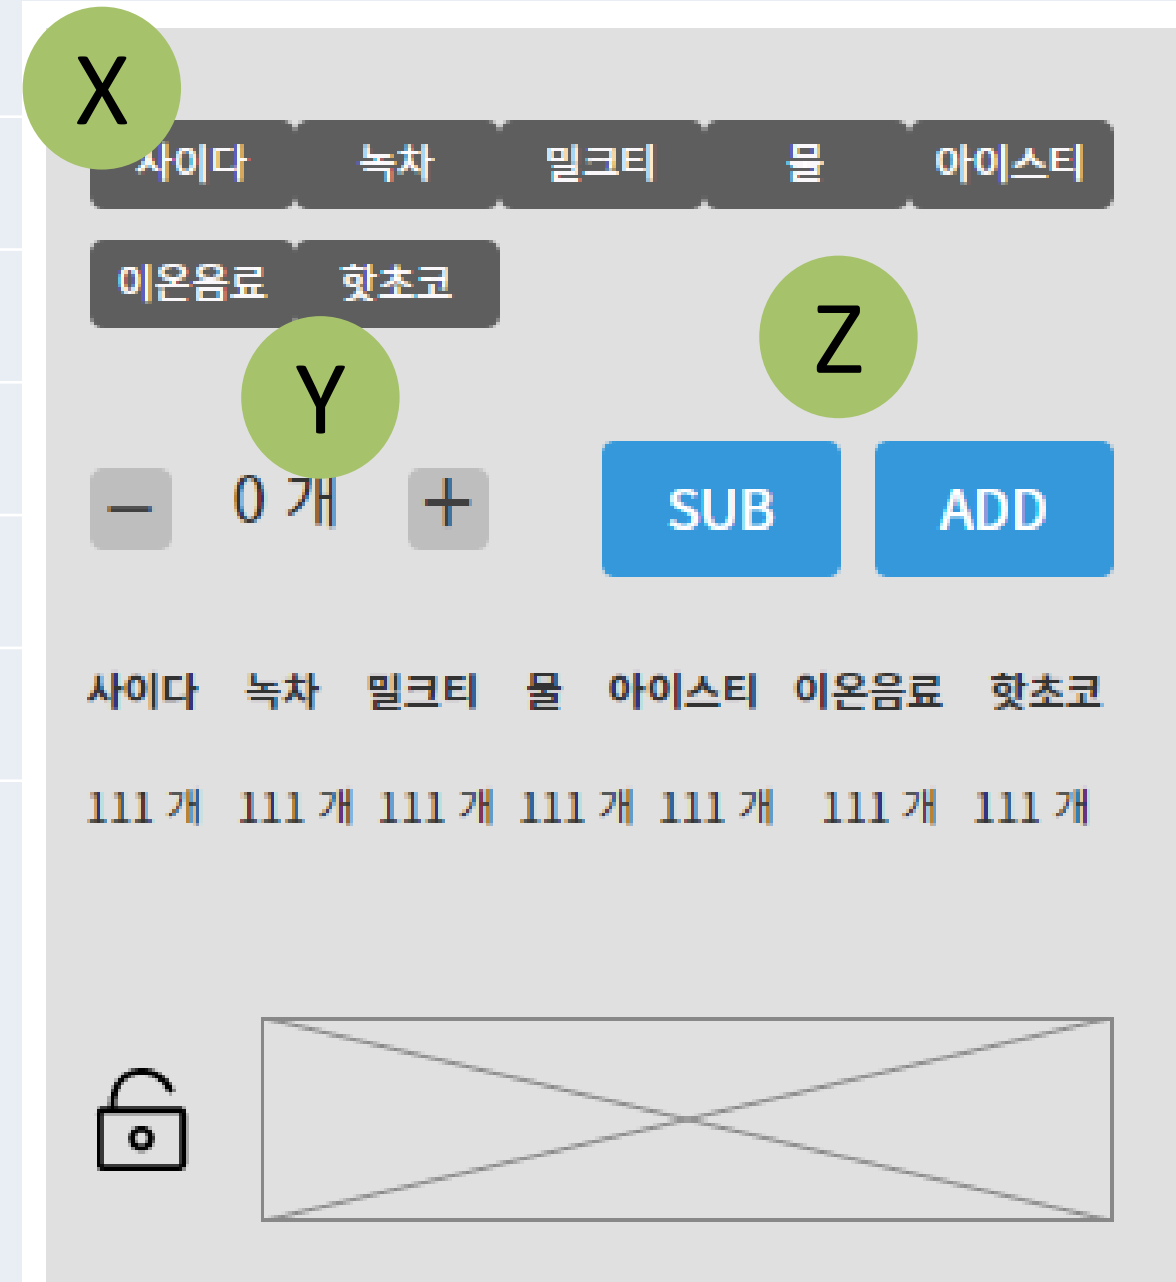 X
사이다 녹차 밀크티 물 아이스티
이온음료 핫초코
Y
Z
– 0 개 +
SUB ADD
사이다 녹차 밀크티 물 아이스티 이온음료 핫초코
111 개 111 개 111 개 111 개 111 개 111 개 111 개